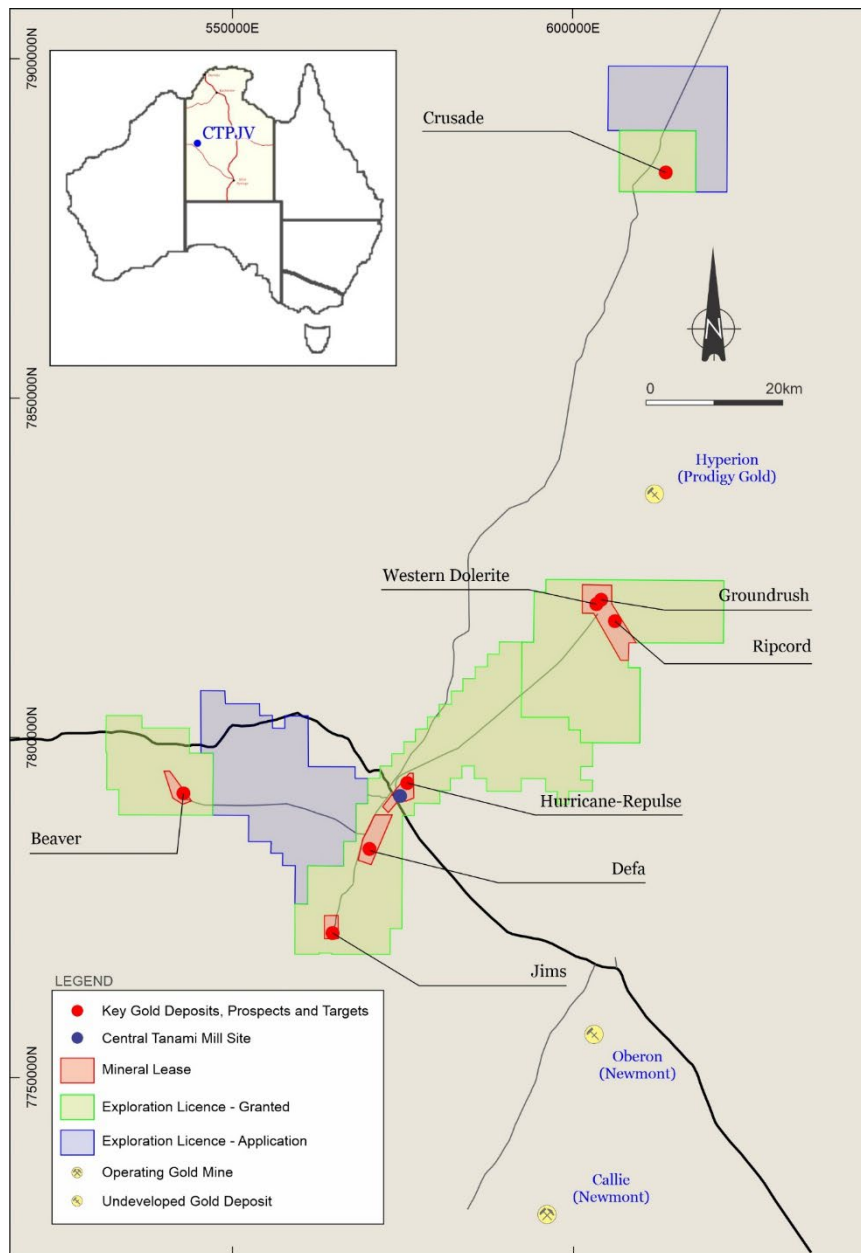 550000E
600000E
7900000N
7850000N
7800000N
7750000N
CTPJV
Crusade
N
0
20km
Hyperion
(Prodigy Gold)
Western Dolerite
Groundrush
Ripcord
Hurricane-Repulse
Beaver
Defa
Jims
Oberon
(Newmont)
Callie
(Newmont)
LEGEND
Key Gold Deposits, Prospects and Targets
Central Tanami Mill Site
Mineral Lease
Exploration Licence - Granted
Exploration Licence - Application
Operating Gold Mine
Undeveloped Gold Deposit